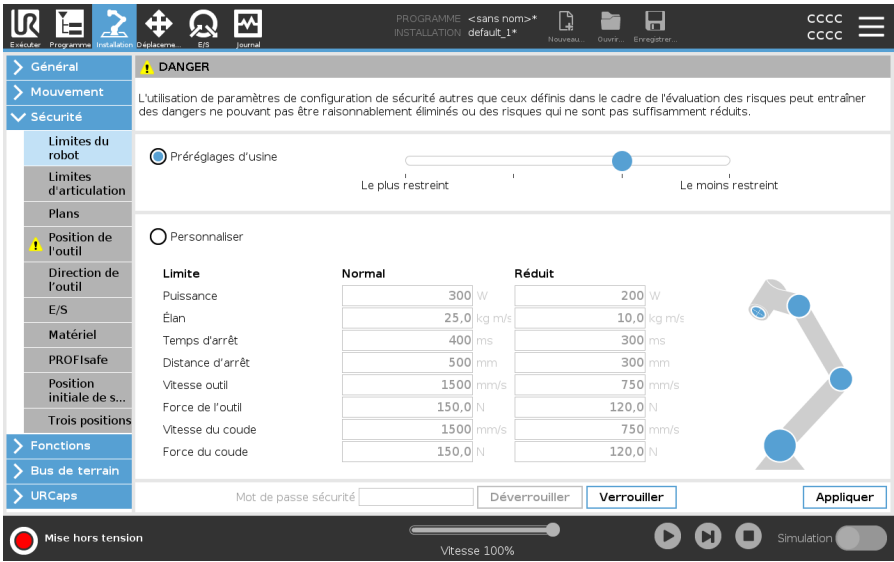 PROGRAMME <sans nom>*
INSTALLATION default_1*
UR
Exécuter
Programme
Installation
Déplaceme...
E/S
Journal
Nouveau...
Ouvrir...
Enregistrer...
cccc
cccc
Général
Mouvement
Sécurité
Limites du
robot
Limites
d'articulation
Plans
Position de
l'outil
Direction de
l'outil
E/S
Matériel
PROFIsafe
Position
initiale de s...
Trois positions
Fonctions
Bus de terrain
URCaps
DANGER
L'utilisation de paramètres de configuration de sécurité autres que ceux définis dans le cadre de l'évaluation des risques peut entraîner
des dangers ne pouvant pas être raisonnablement éliminés ou des risques qui ne sont pas suffisamment réduits.
Préréglages d'usine
Le plus restreint
Le moins restreint
Personnaliser
Limite Normal Réduit
Puissance 300 W 200 W
Élan 25,0 kg m/s 10,0 kg m/s
Temps d'arrêt 400 ms 300 ms
Distance d'arrêt 500 mm 300 mm
Vitesse outil 1500 mm/s 750 mm/s
Force de l'outil 150,0 N 120,0 N
Vitesse du coude 1500 mm/s 750 mm/s
Force du coude 150,0 N 120,0 N
Mot de passe sécurité
Déverrouiller
Verrouiller
Appliquer
Mise hors tension
Vitesse 100%
Simulation